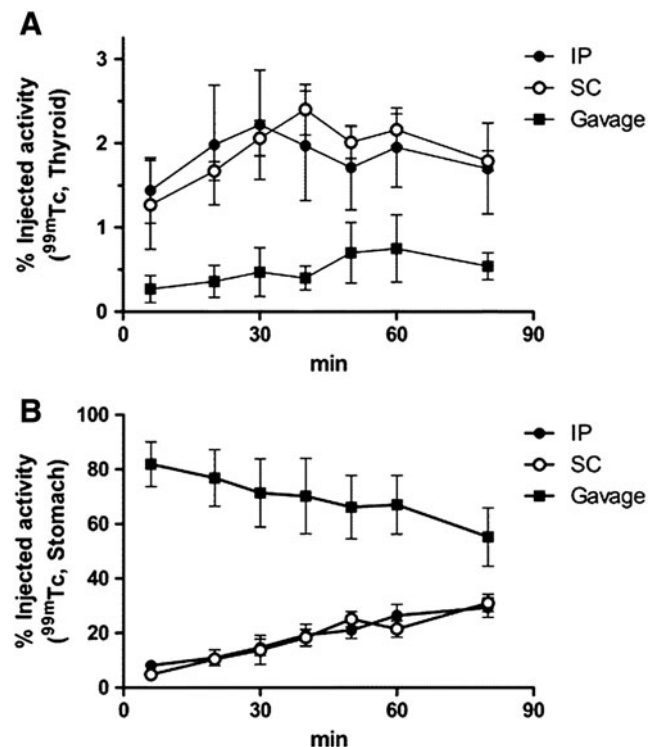 A
% Injected activity
(⁹⁹ᵐTc, Thyroid)
3
2
1
0
0 30 60 90
min
IP
SC
Gavage
B
% Injected activity
(⁹⁹ᵐTc, Stomach)
100
80
60
40
20
0
0 30 60 90
min
IP
SC
Gavage